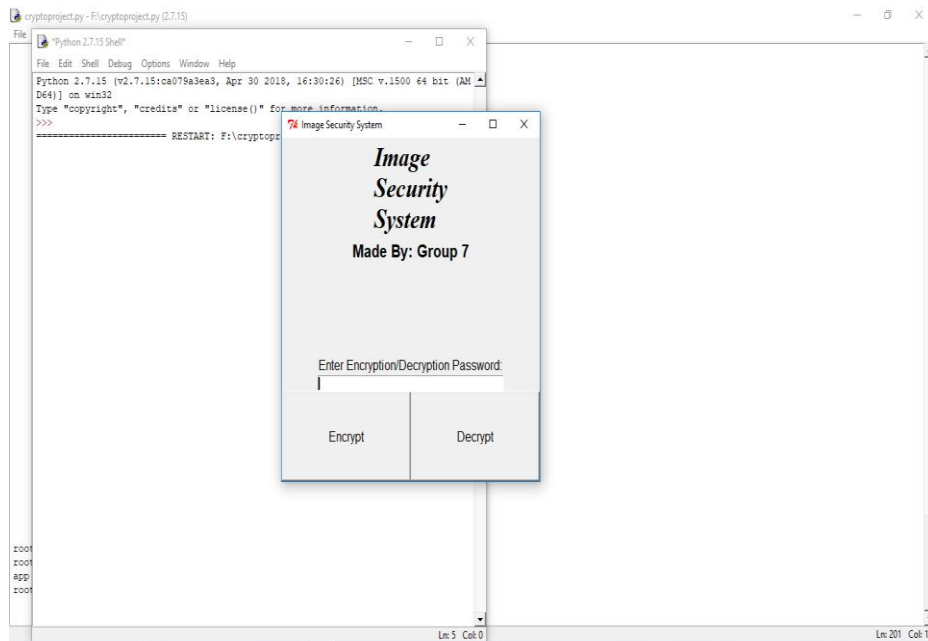 cryptoproject.py - F:\cryptoproject.py (2.7.15)
File
*Python 2.7.15 Shell*
File Edit Shell Debug Options Window Help
Python 2.7.15 (v2.7.15:ca079a3ea3, Apr 30 2018, 16:30:26) [MSC v.1500 64 bit (AM
D64)] on win32
Type "copyright", "credits" or "license()" for more information.
>>>
======================== RESTART: F:\cryptopr
Image Security System
Image
Security
System
Made By: Group 7
Enter Encryption/Decryption Password:
Encrypt
Decrypt
root
root
app
root
Ln: 5 Col: 0
Ln: 201 Col: 1